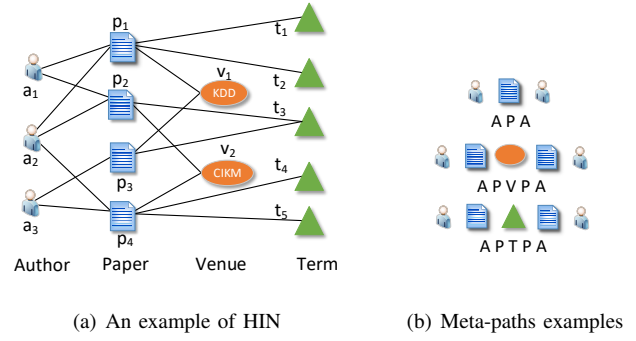 p1
t1
a1
p2
v1
KDD
t2
t3
a2
v2
CIKM
p3
t4
a3
p4
t5
Author Paper Venue Term
(a) An example of HIN
A P A
A P V P A
A P T P A
(b) Meta-paths examples